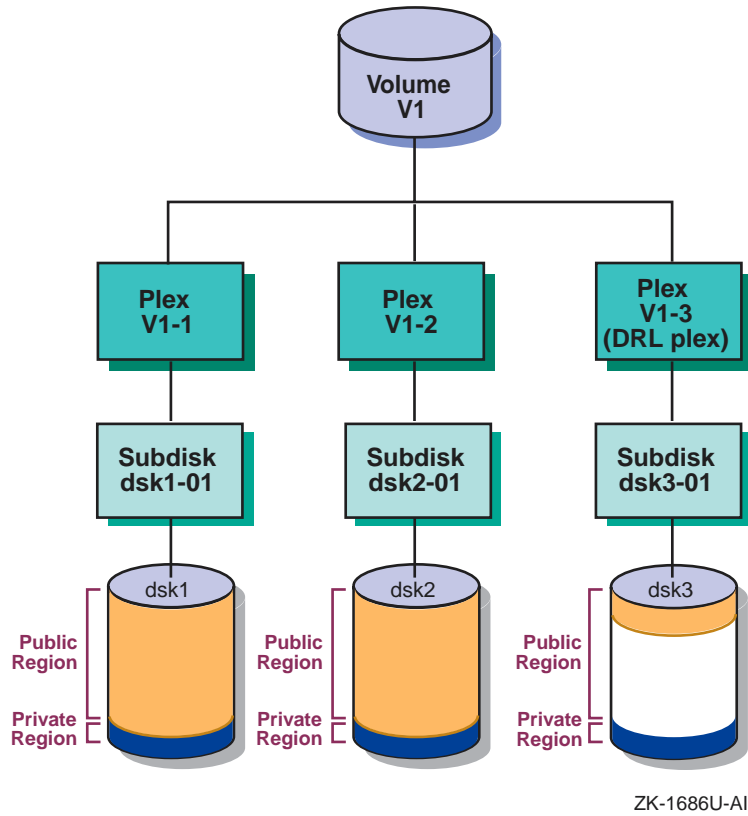 Volume
V1
Plex
V1-1
Plex
V1-2
Plex
V1-3
(DRL plex)
Subdisk
dsk1-01
Subdisk
dsk2-01
Subdisk
dsk3-01
dsk1
dsk2
dsk3
Public
Region
Public
Region
Public
Region
Private
Region
Private
Region
Private
Region
ZK-1686U-AI